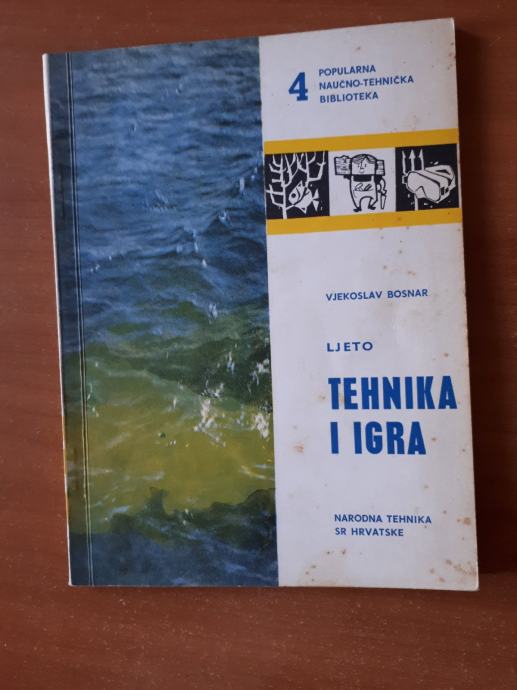 4
POPULARNA
NAUČNO-TEHNIČKA
BIBLIOTEKA
VJEKOSLAV BOSNAR
LJETO
TEHNIKA
I IGRA
NARODNA TEHNIKA
SR HRVATSKE